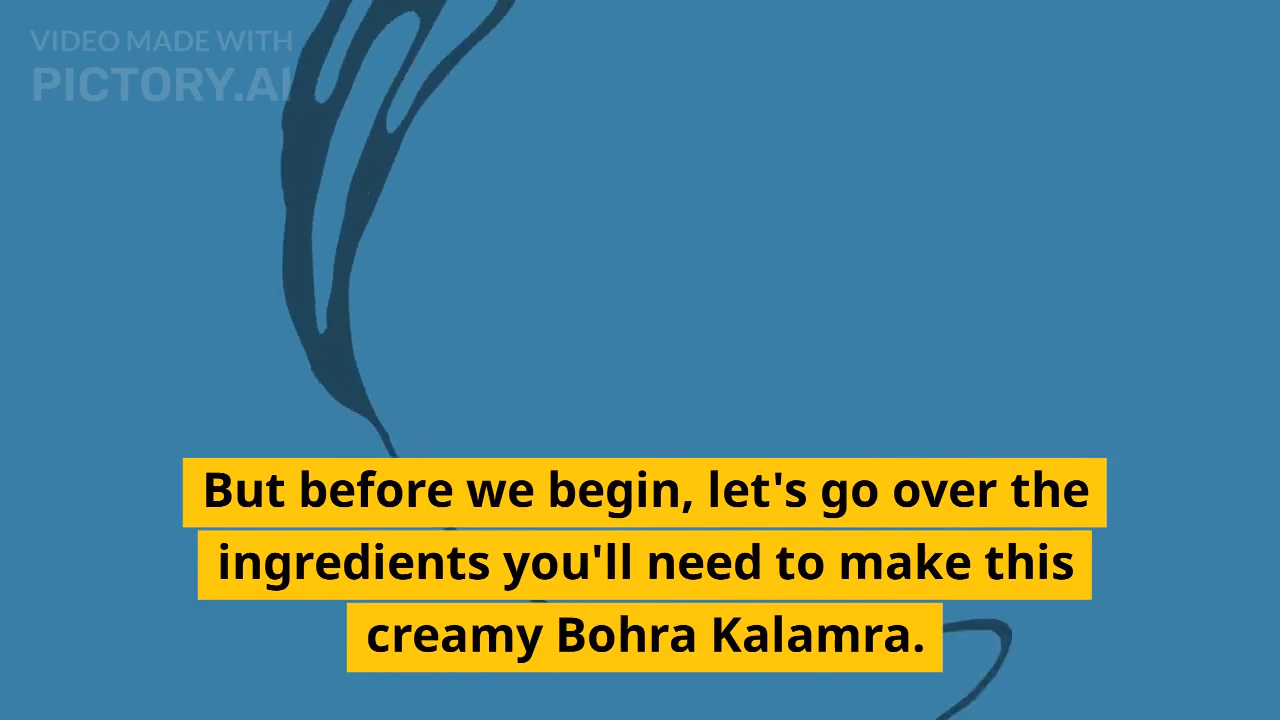 VIDEO MADE WITH
PICTORY.AI
But before we begin, let's go over the
ingredients you'll need to make this
creamy Bohra Kalamra.